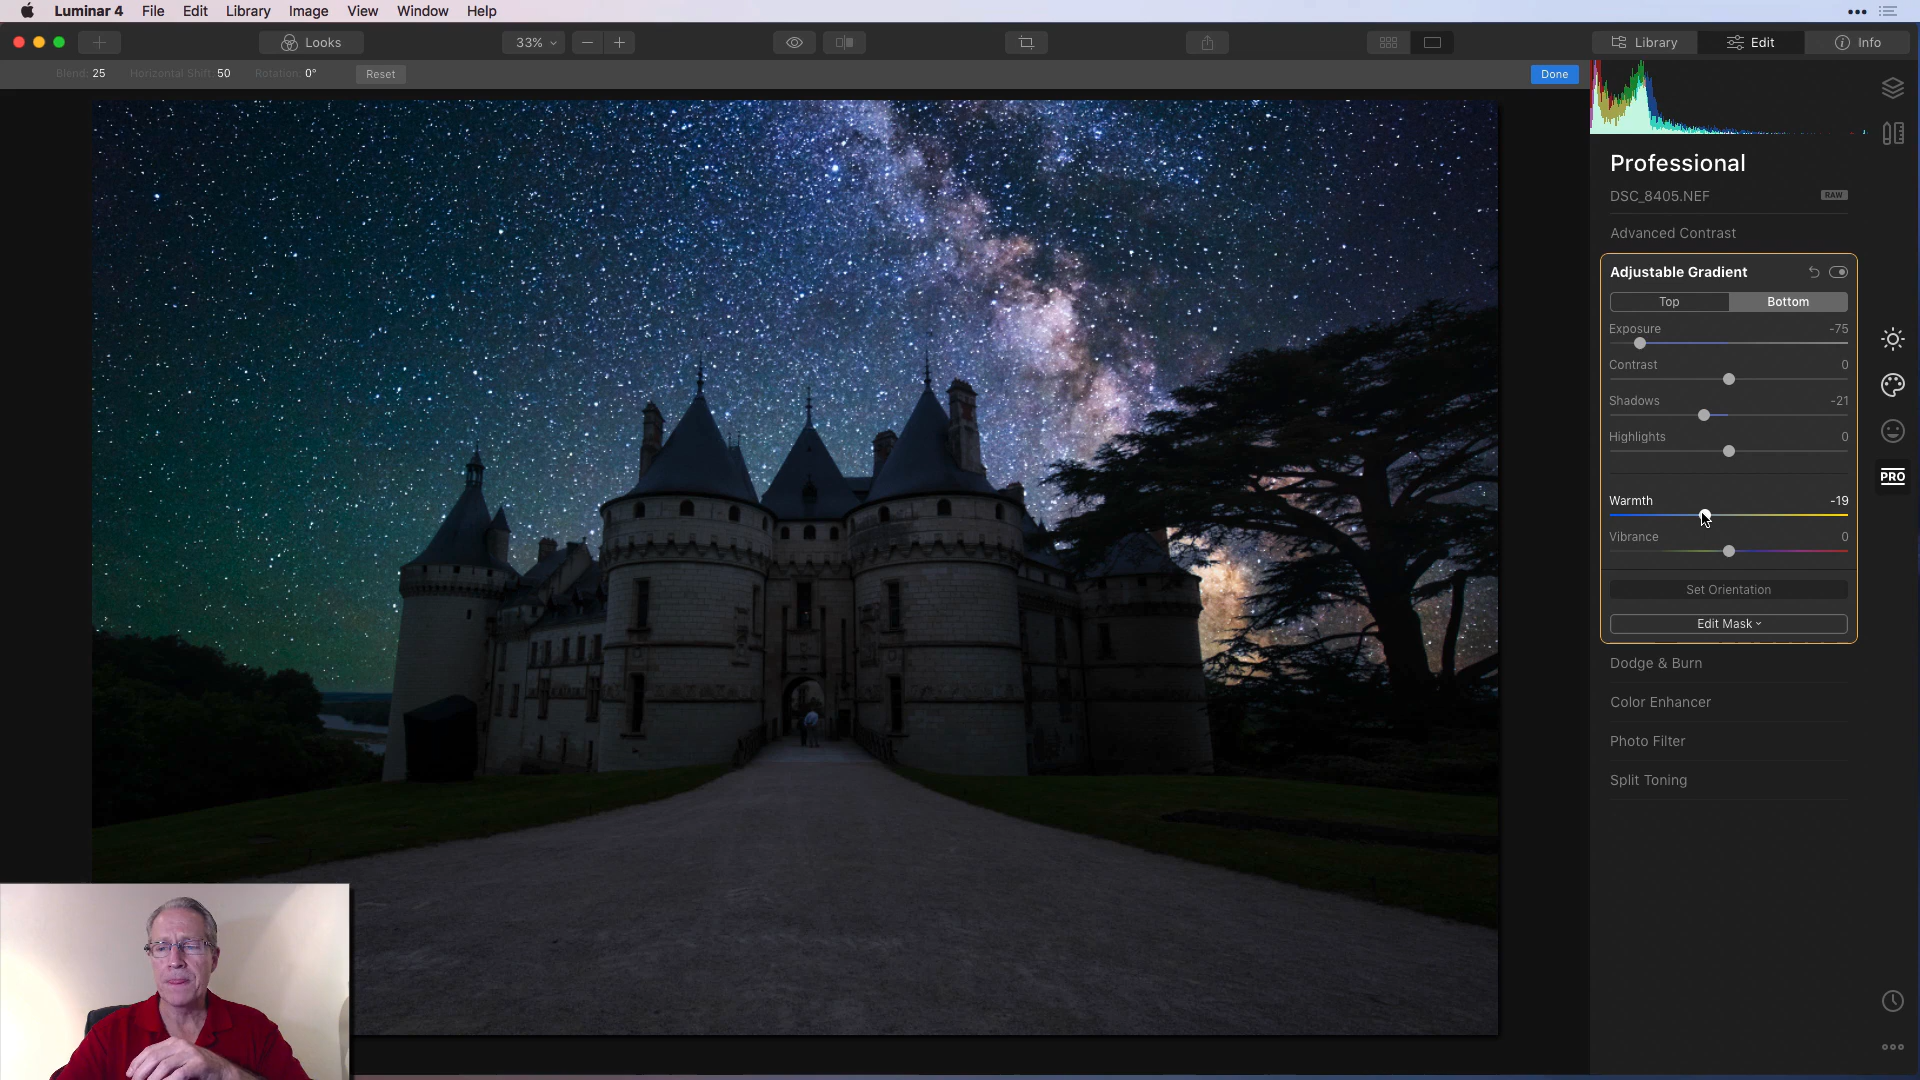 Luminar 4 File Edit Library Image View Window Help
Looks 33% Library Edit Info
Blend: 25 Horizontal Shift: 50 Rotation: 0° Reset Done
Professional
DSC_8405.NEF RAW
Advanced Contrast
Adjustable Gradient
Top Bottom
Exposure -75
Contrast 0
Shadows -21
Highlights 0
Warmth -19
Vibrance 0
Set Orientation
Edit Mask
Dodge & Burn
Color Enhancer
Photo Filter
Split Toning
PRO